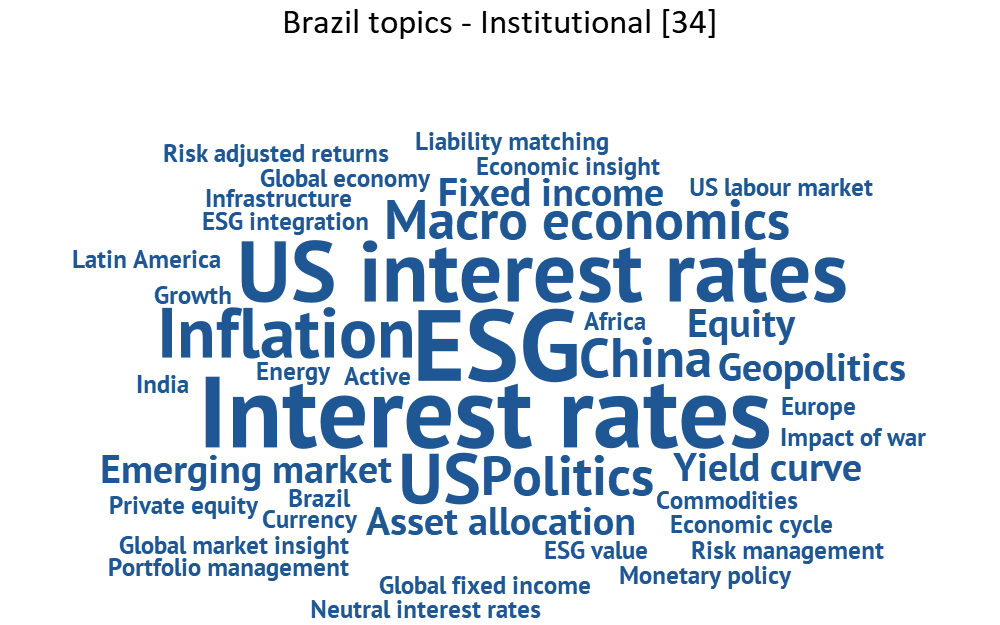 Brazil topics - Institutional [34]
Liability matching
Risk adjusted returns
Economic insight
Global economy
Fixed income
US labour market
Infrastructure
ESG integration
Macro economics
Latin America
US interest rates
Growth
Inflation
ESG
Africa
Equity
China
Geopolitics
Energy
Active
India
Interest rates
Europe
Impact of war
Emerging market
US
Politics
Yield curve
Private equity
Brazil
Commodities
Currency
Asset allocation
Economic cycle
Global market insight
ESG value
Risk management
Portfolio management
Monetary policy
Global fixed income
Neutral interest rates